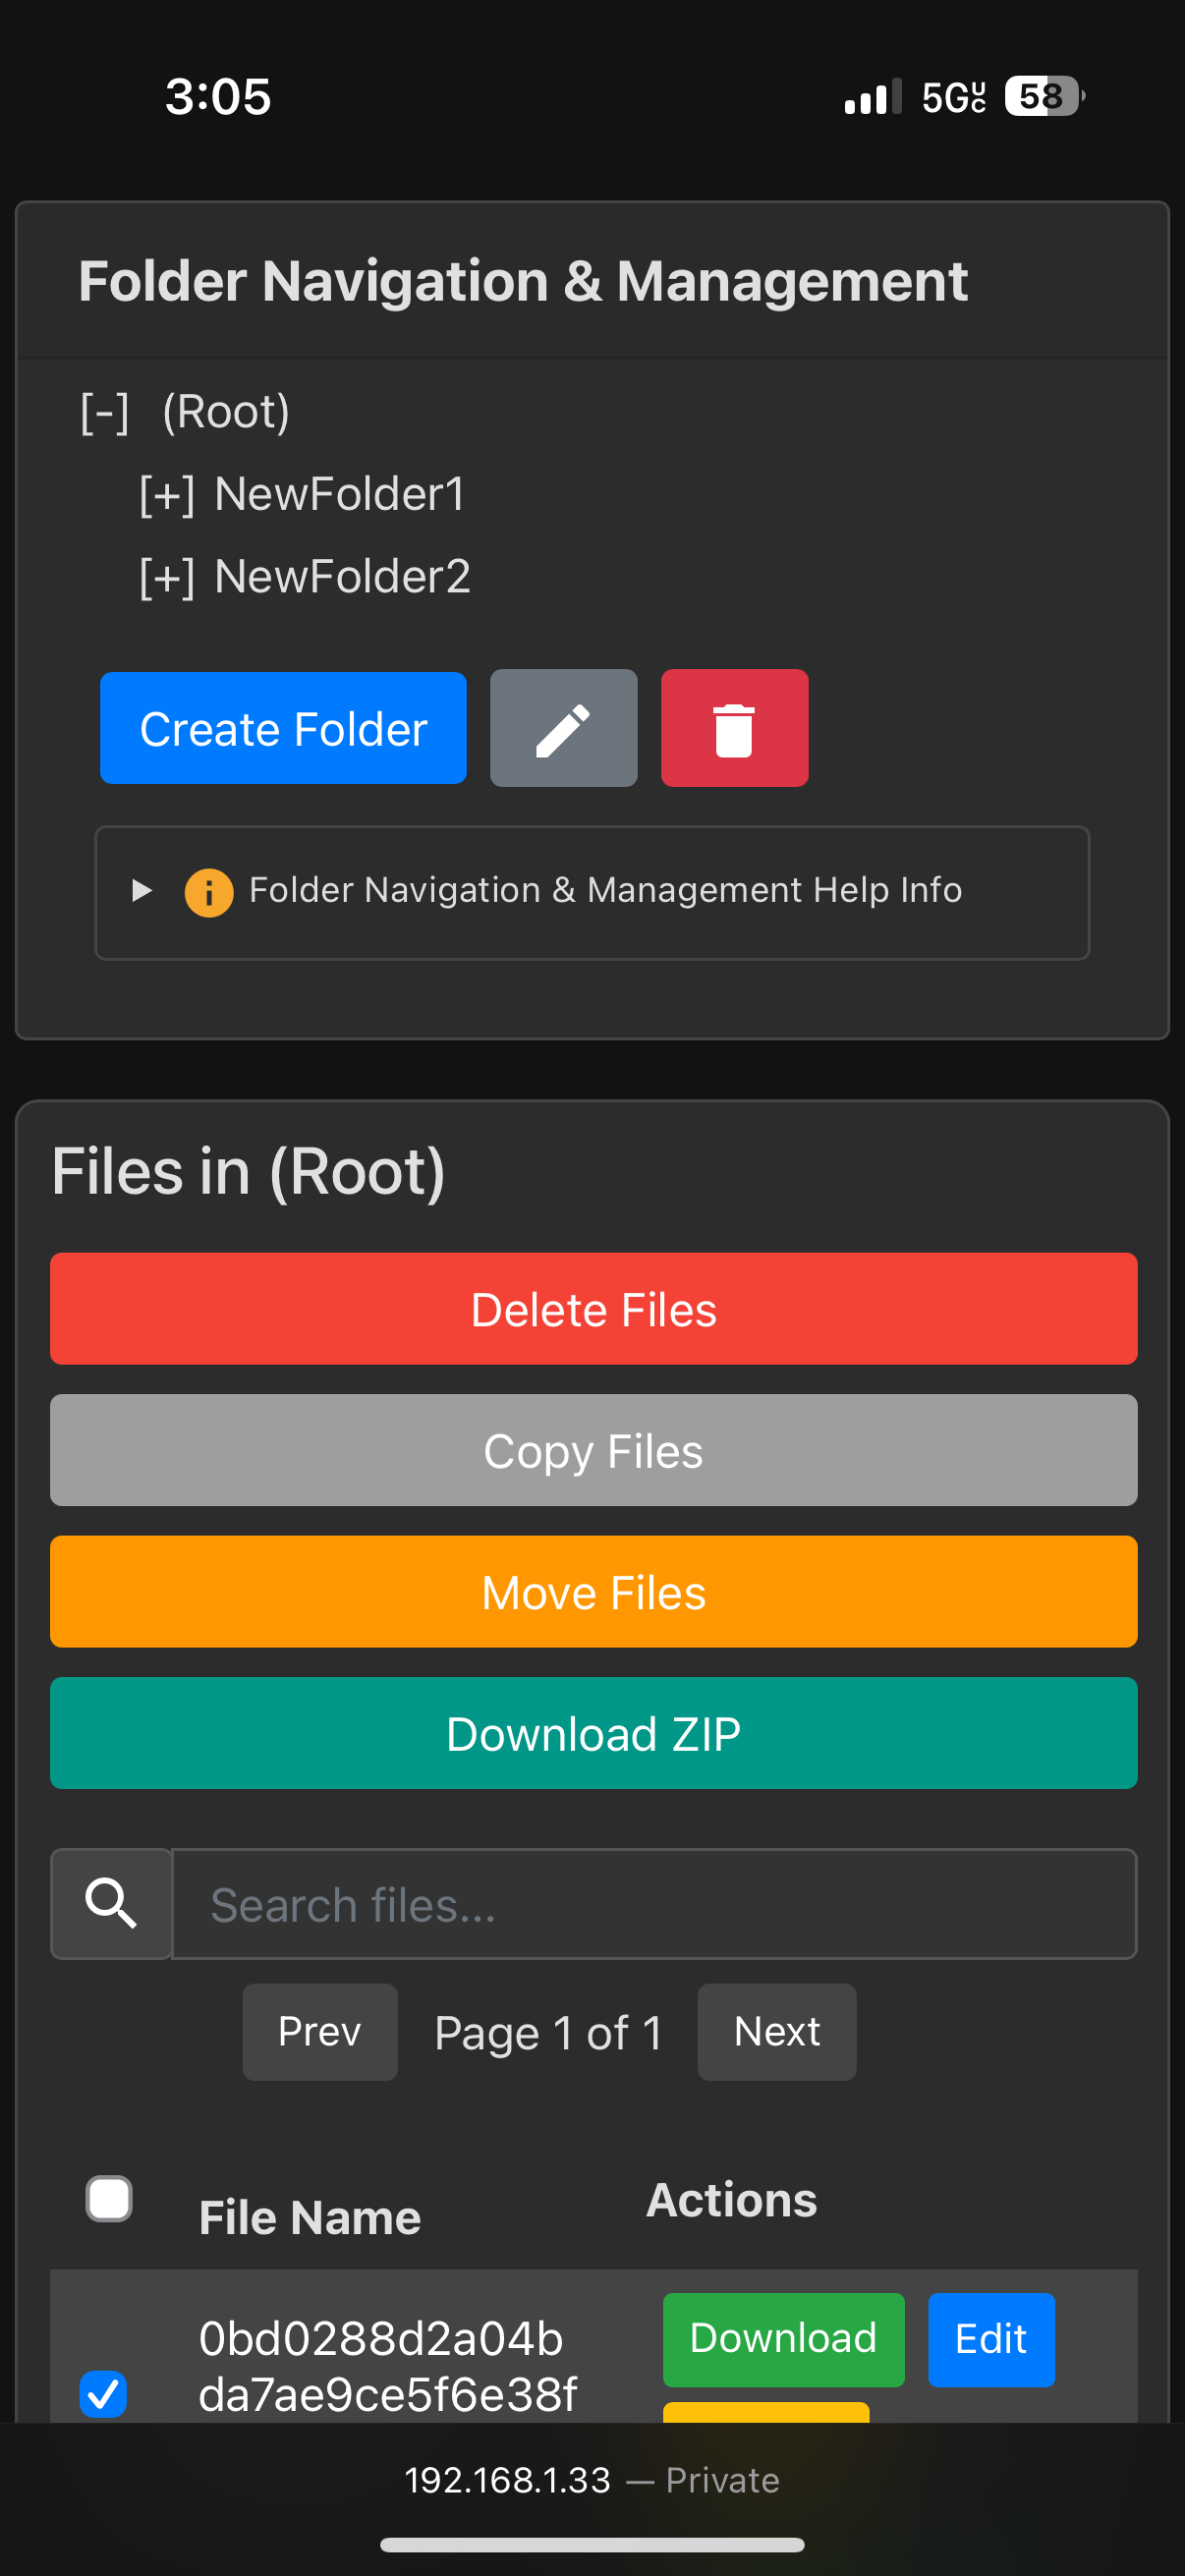 3:05
5GUC
58
Folder Navigation & Management
[-] (Root)
[+] NewFolder1
[+] NewFolder2
Create Folder
Folder Navigation & Management Help Info
Files in (Root)
Delete Files
Copy Files
Move Files
Download ZIP
Search files...
Prev
Page 1 of 1
Next
File Name
Actions
0bd0288d2a04b
da7ae9ce5f6e38f
Download
Edit
192.168.1.33 — Private